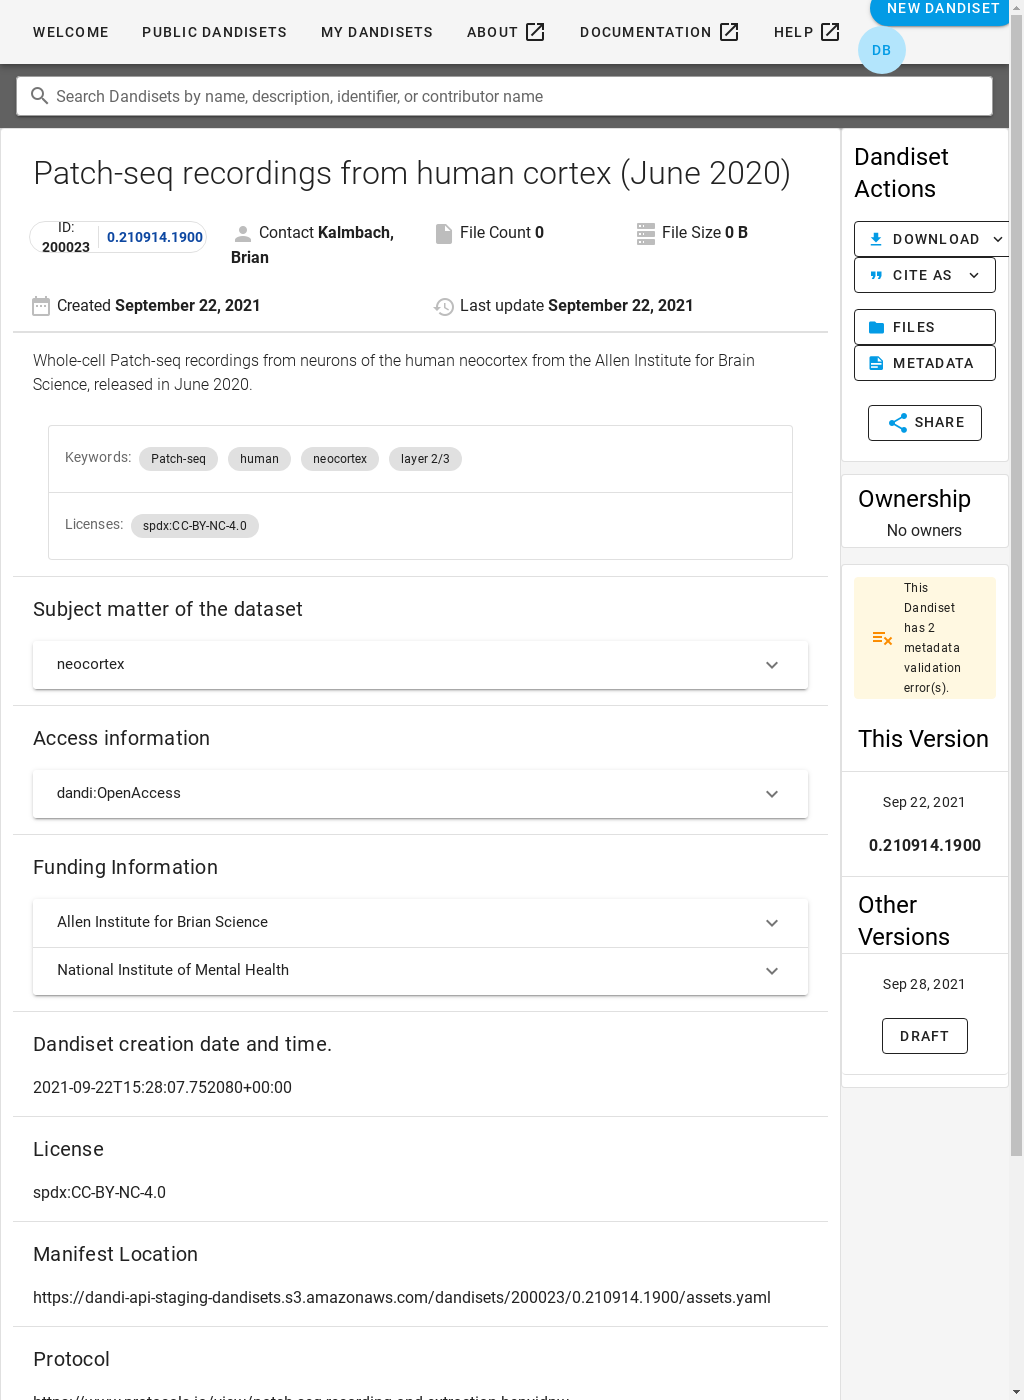 WELCOME
PUBLIC DANDISETS
MY DANDISETS
ABOUT
DOCUMENTATION
HELP
NEW DANDISET
DB
Search Dandisets by name, description, identifier, or contributor name
Patch-seq recordings from human cortex (June 2020)
ID:
200023
0.210914.1900
Contact Kalmbach,
Brian
File Count 0
File Size 0 B
Created September 22, 2021
Last update September 22, 2021
Whole-cell Patch-seq recordings from neurons of the human neocortex from the Allen Institute for Brain
Science, released in June 2020.
Keywords: Patch-seq human neocortex layer 2/3
Licenses: spdx:CC-BY-NC-4.0
Subject matter of the dataset
neocortex
Access information
dandi:OpenAccess
Funding Information
Allen Institute for Brian Science
National Institute of Mental Health
Dandiset creation date and time.
2021-09-22T15:28:07.752080+00:00
License
spdx:CC-BY-NC-4.0
Manifest Location
https://dandi-api-staging-dandisets.s3.amazonaws.com/dandisets/200023/0.210914.1900/assets.yaml
Protocol
Dandiset
Actions
DOWNLOAD
CITE AS
FILES
METADATA
SHARE
Ownership
No owners
This
Dandiset
has 2
metadata
validation
error(s).
This Version
Sep 22, 2021
0.210914.1900
Other
Versions
Sep 28, 2021
DRAFT